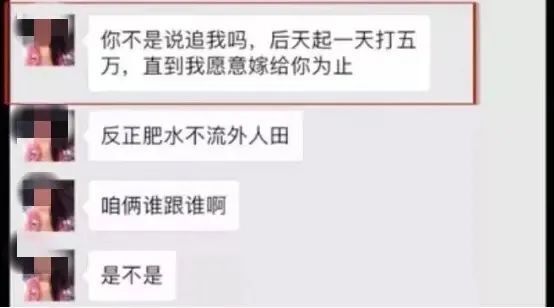 你不是说追我吗，后天起一天打五
万，直到我愿意嫁给你为止
反正肥水不流外人田
咱俩谁跟谁啊
是不是